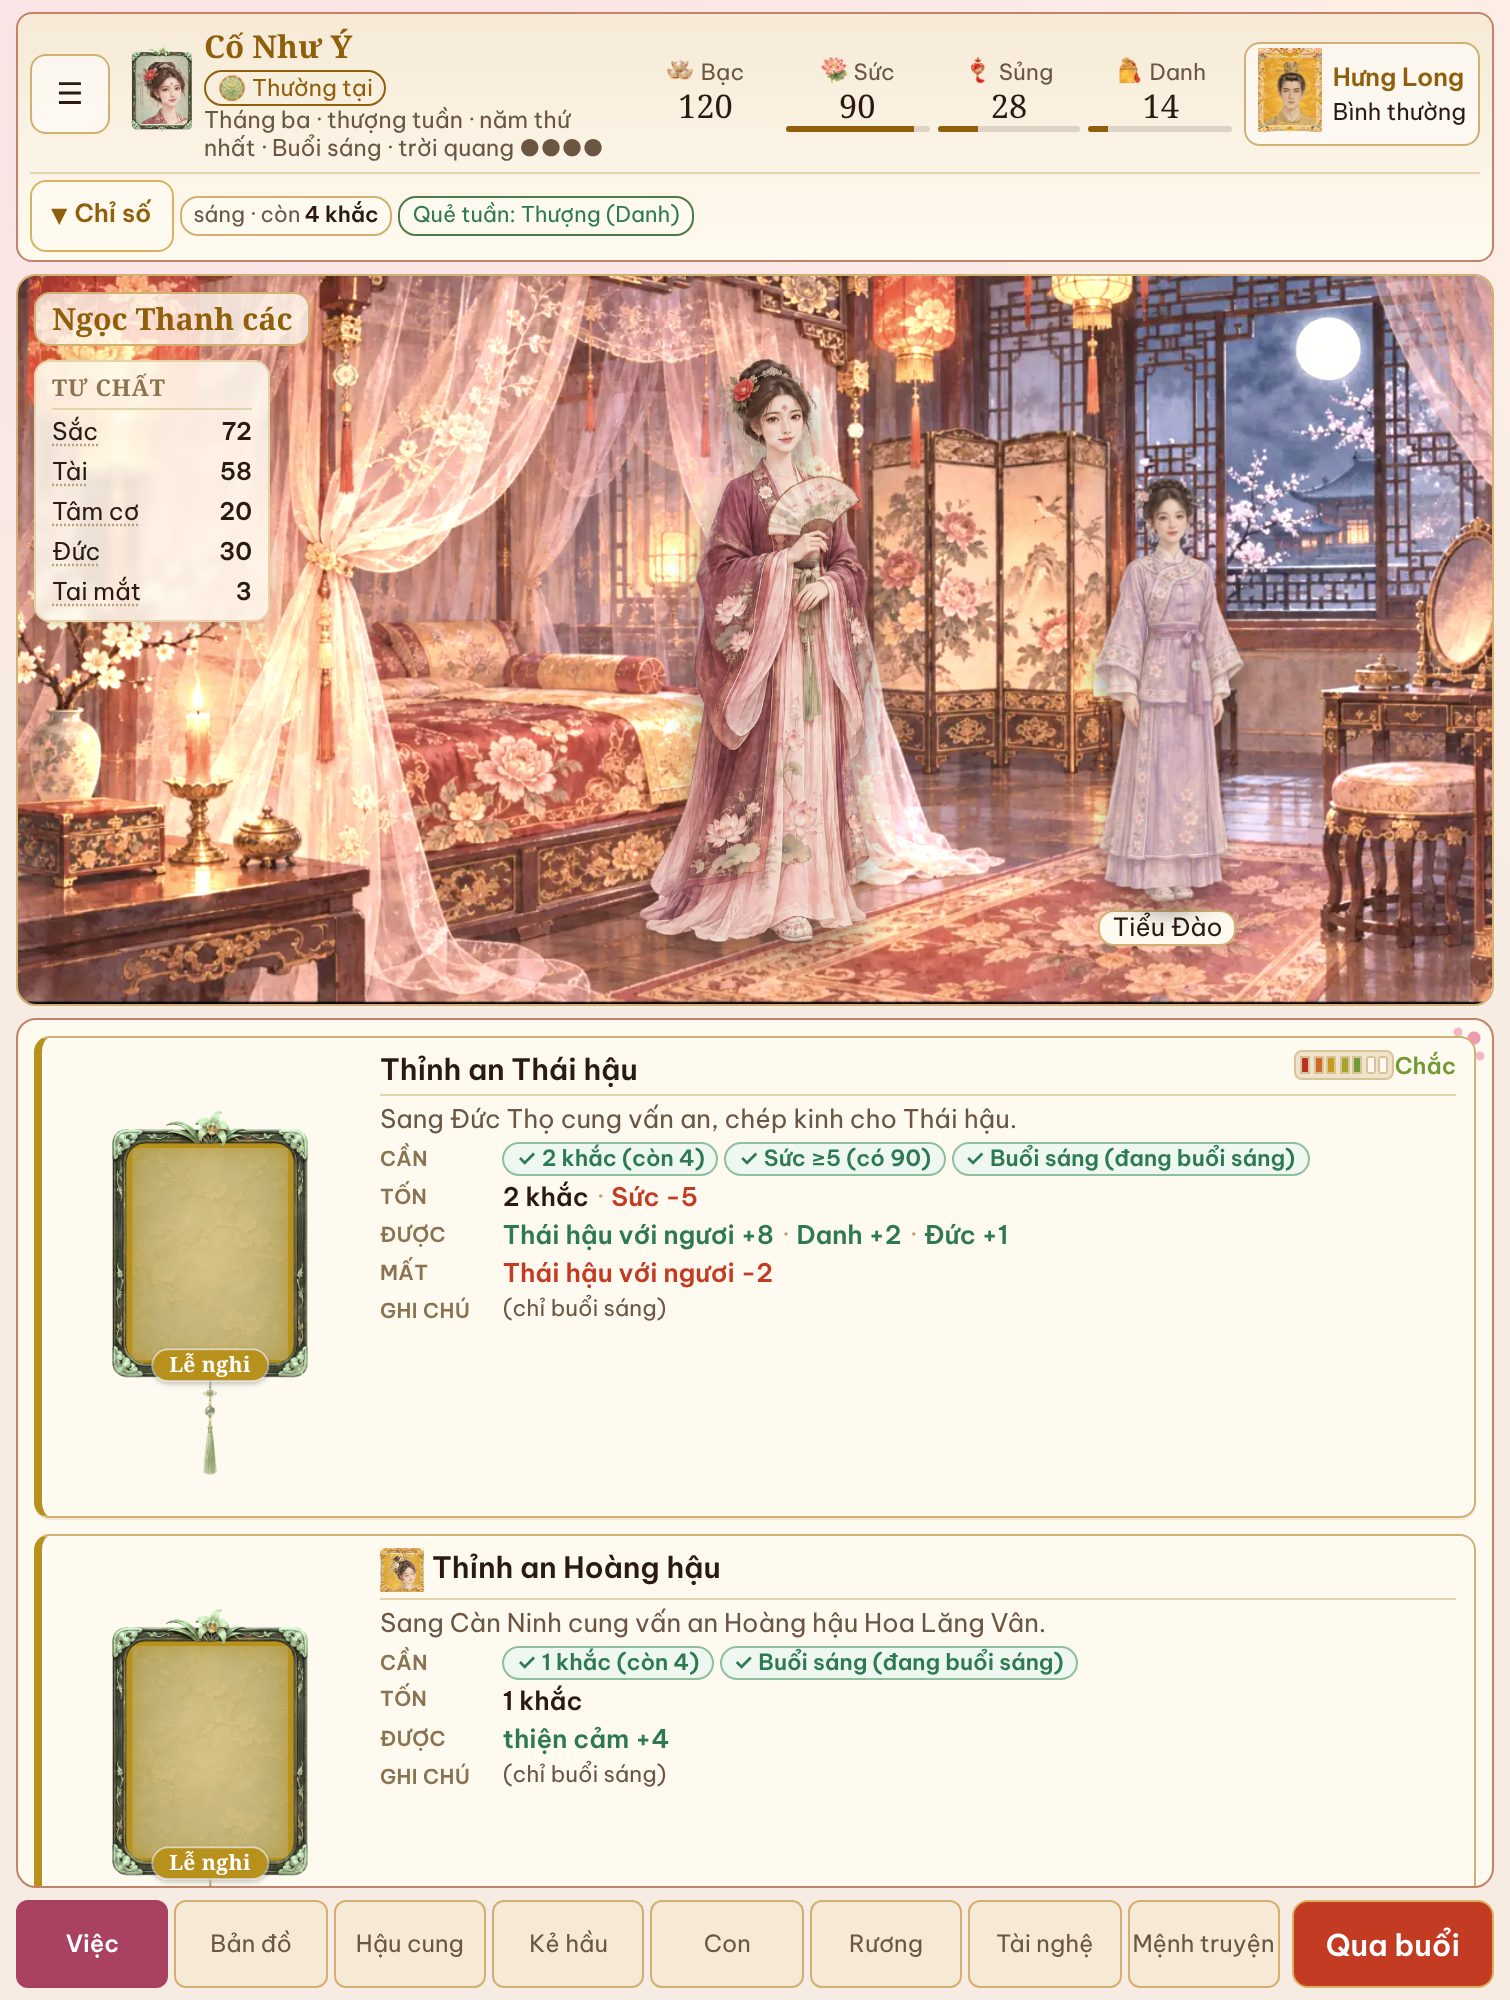 ☰
Cố Như Ý
Thường tại
Tháng ba · thượng tuần · năm thứ
nhất · Buổi sáng · trời quang ●●●●
Bạc
120
Sức
90
Sủng
28
Danh
14
Hưng Long
Bình thường
▼ Chỉ số
sáng · còn 4 khắc
Quẻ tuần: Thượng (Danh)
Ngọc Thanh các
TƯ CHẤT
Sắc 72
Tài 58
Tâm cơ 20
Đức 30
Tai mắt 3
Tiểu Đào
Thỉnh an Thái hậu
Chắc
Sang Đức Thọ cung vấn an, chép kinh cho Thái hậu.
CẦN ✓ 2 khắc (còn 4) ✓ Sức ≥5 (có 90) ✓ Buổi sáng (đang buổi sáng)
TỐN 2 khắc · Sức -5
ĐƯỢC Thái hậu với ngươi +8 · Danh +2 · Đức +1
MẤT Thái hậu với ngươi -2
GHI CHÚ (chỉ buổi sáng)
Lễ nghi
Thỉnh an Hoàng hậu
Sang Càn Ninh cung vấn an Hoàng hậu Hoa Lăng Vân.
CẦN ✓ 1 khắc (còn 4) ✓ Buổi sáng (đang buổi sáng)
TỐN 1 khắc
ĐƯỢC thiện cảm +4
GHI CHÚ (chỉ buổi sáng)
Lễ nghi
Việc
Bản đồ
Hậu cung
Kẻ hầu
Con
Rương
Tài nghệ
Mệnh truyện
Qua buổi